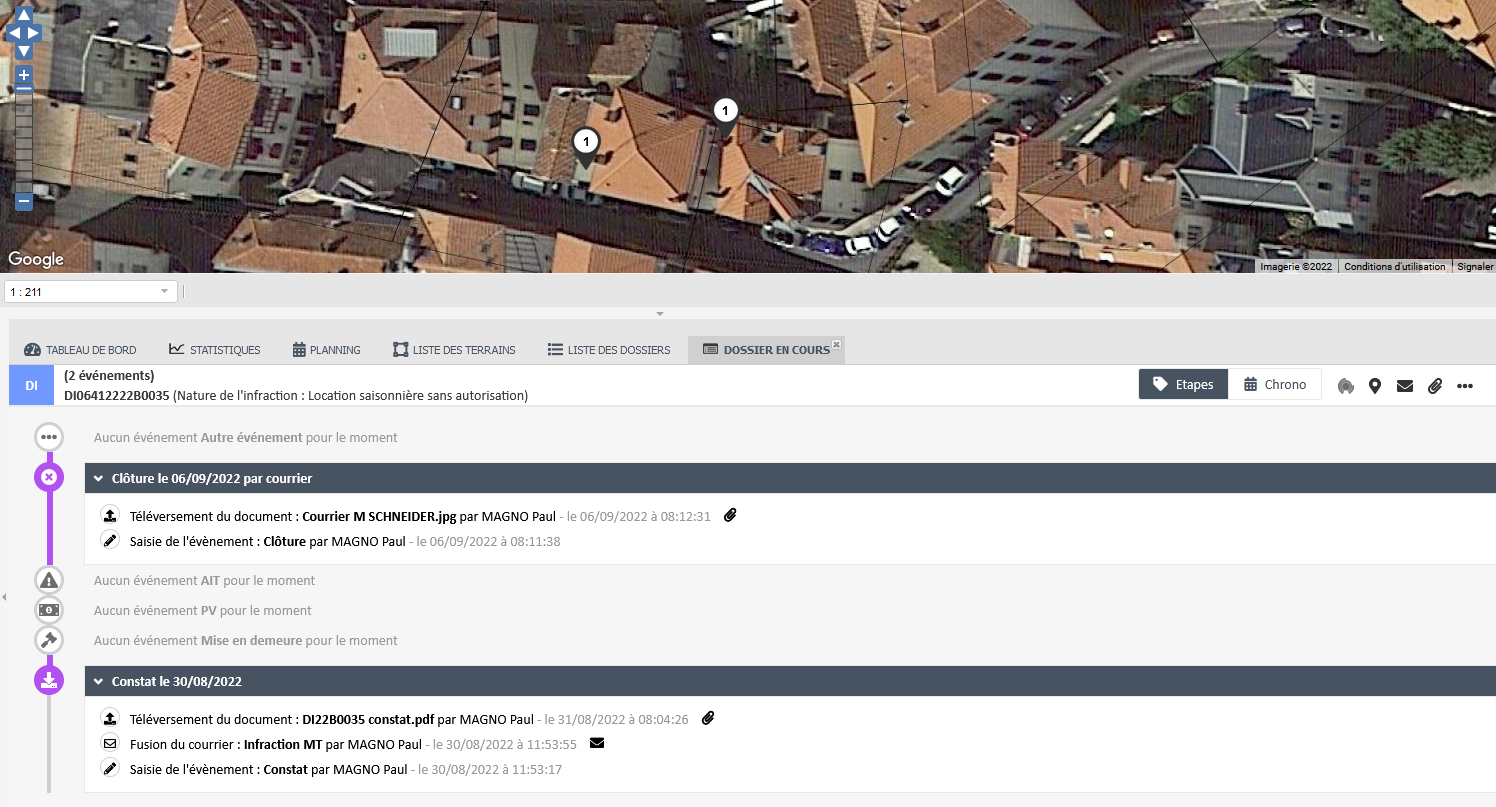 1
1
Google
Imagerie ©2022 Conditions d'utilisation Signaler
1 : 211
TABLEAU DE BORD STATISTIQUES PLANNING LISTE DES TERRAINS LISTE DES DOSSIERS DOSSIER EN COURS
DI
(2 événements)
DI06412222B0035 (Nature de l'infraction : Location saisonnière sans autorisation)
Etapes Chrono
Aucun événement Autre événement pour le moment
Clôture le 06/09/2022 par courrier
Téléversement du document : Courrier M SCHNEIDER.jpg par MAGNO Paul - le 06/09/2022 à 08:12:31
Saisie de l'évènement : Clôture par MAGNO Paul - le 06/09/2022 à 08:11:38
Aucun événement AIT pour le moment
Aucun événement PV pour le moment
Aucun événement Mise en demeure pour le moment
Constat le 30/08/2022
Téléversement du document : DI22B0035 constat.pdf par MAGNO Paul - le 31/08/2022 à 08:04:26
Fusion du courrier : Infraction MT par MAGNO Paul - le 30/08/2022 à 11:53:55
Saisie de l'évènement : Constat par MAGNO Paul - le 30/08/2022 à 11:53:17